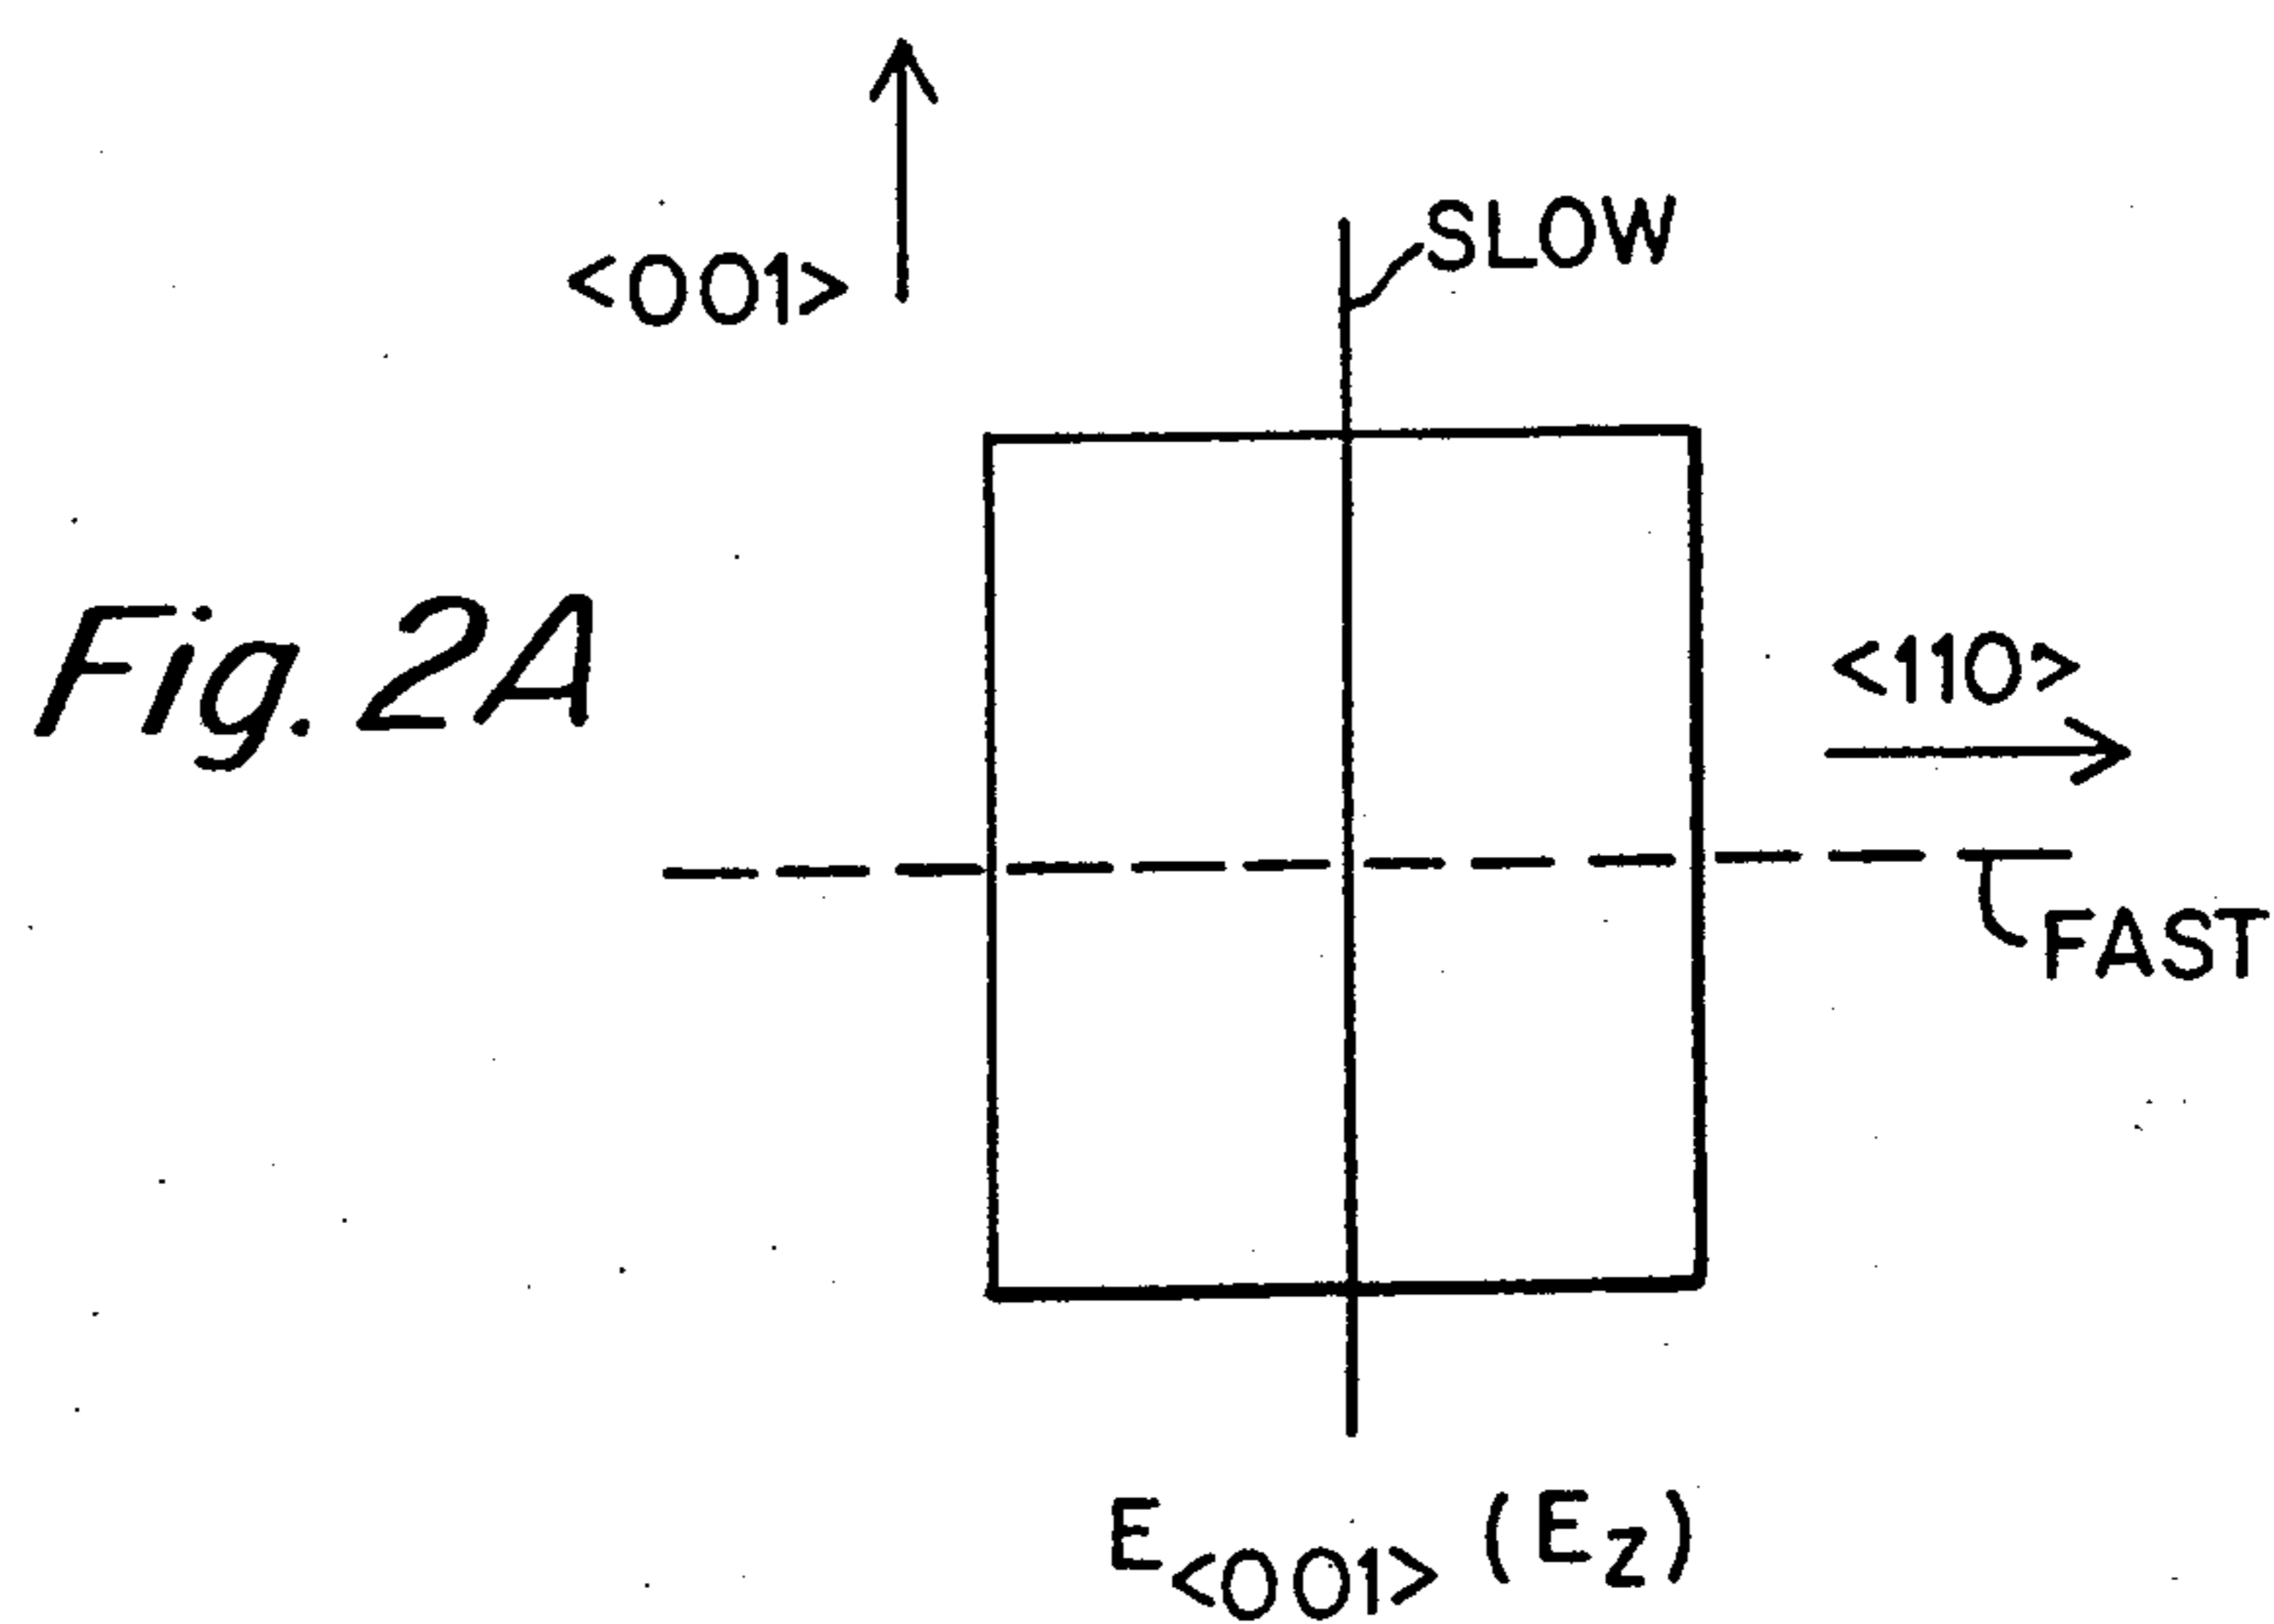 <001>
SLOW
Fig. 2A
<110>
FAST
E<001> (Ez)